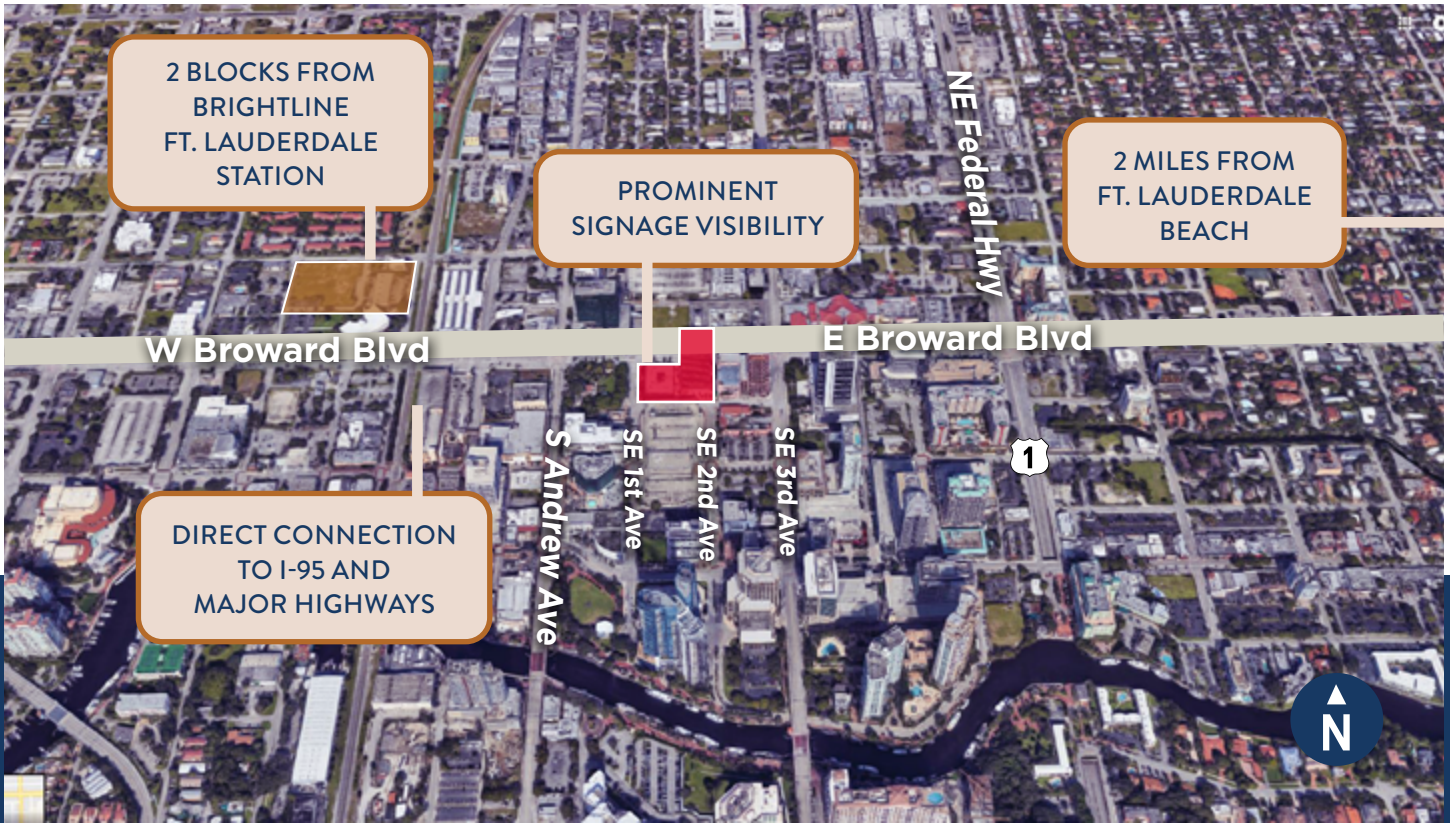 2 BLOCKS FROM
BRIGHTLINE
FT. LAUDERDALE
STATION
PROMINENT
SIGNAGE VISIBILITY
NE Federal Hwy
2 MILES FROM
FT. LAUDERDALE
BEACH
W Broward Blvd
E Broward Blvd
S Andrew Ave
SE 1st Ave
SE 2nd Ave
SE 3rd Ave
1
DIRECT CONNECTION
TO I-95 AND
MAJOR HIGHWAYS
N